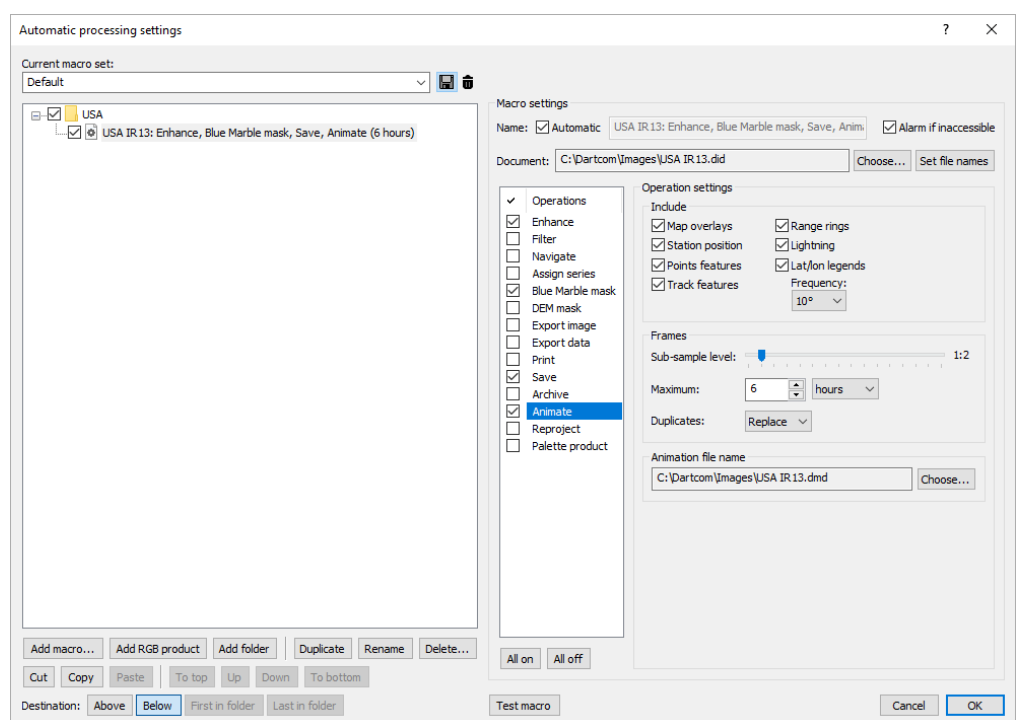 Automatic processing settings
Current macro set:
Default
USA
USA IR13: Enhance, Blue Marble mask, Save, Animate (6 hours)
Macro settings
Name: Automatic USA IR13: Enhance, Blue Marble mask, Save, Anim Alarm if inaccessible
Document: C:\Dartcom\Images\USA IR13.did Choose... Set file names
Operations
Enhance
Filter
Navigate
Assign series
Blue Marble mask
DEM mask
Export image
Export data
Print
Save
Archive
Animate
Reproject
Palette product
All on All off
Operation settings
Include
Map overlays Range rings
Station position Lightning
Points features Lat/lon legends
Track features Frequency:
10°
Frames
Sub-sample level: 1:2
Maximum: 6 hours
Duplicates: Replace
Animation file name
C:\Dartcom\Images\USA IR13.dmd Choose...
Add macro... Add RGB product Add folder Duplicate Rename Delete...
Cut Copy Paste To top Up Down To bottom
Destination: Above Below First in folder Last in folder
Test macro Cancel OK